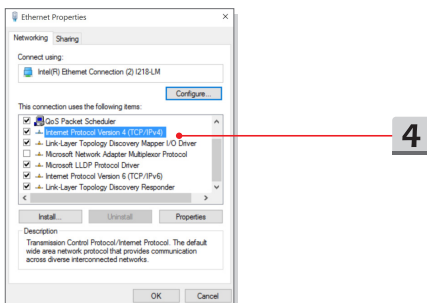 Ethernet Properties
Networking Sharing
Connect using:
Intel(R) Ethernet Connection (2) I218-LM
Configure...
This connection uses the following items:
QoS Packet Scheduler
Internet Protocol Version 4 (TCP/IPv4)
Link-Layer Topology Discovery Mapper I/O Driver
Microsoft Network Adapter Multiplexor Protocol
Microsoft LLDP Protocol Driver
Internet Protocol Version 6 (TCP/IPv6)
Link-Layer Topology Discovery Responder
Install... Uninstall Properties
Description
Transmission Control Protocol/Internet Protocol. The default
wide area network protocol that provides communication
across diverse interconnected networks.
OK Cancel
4